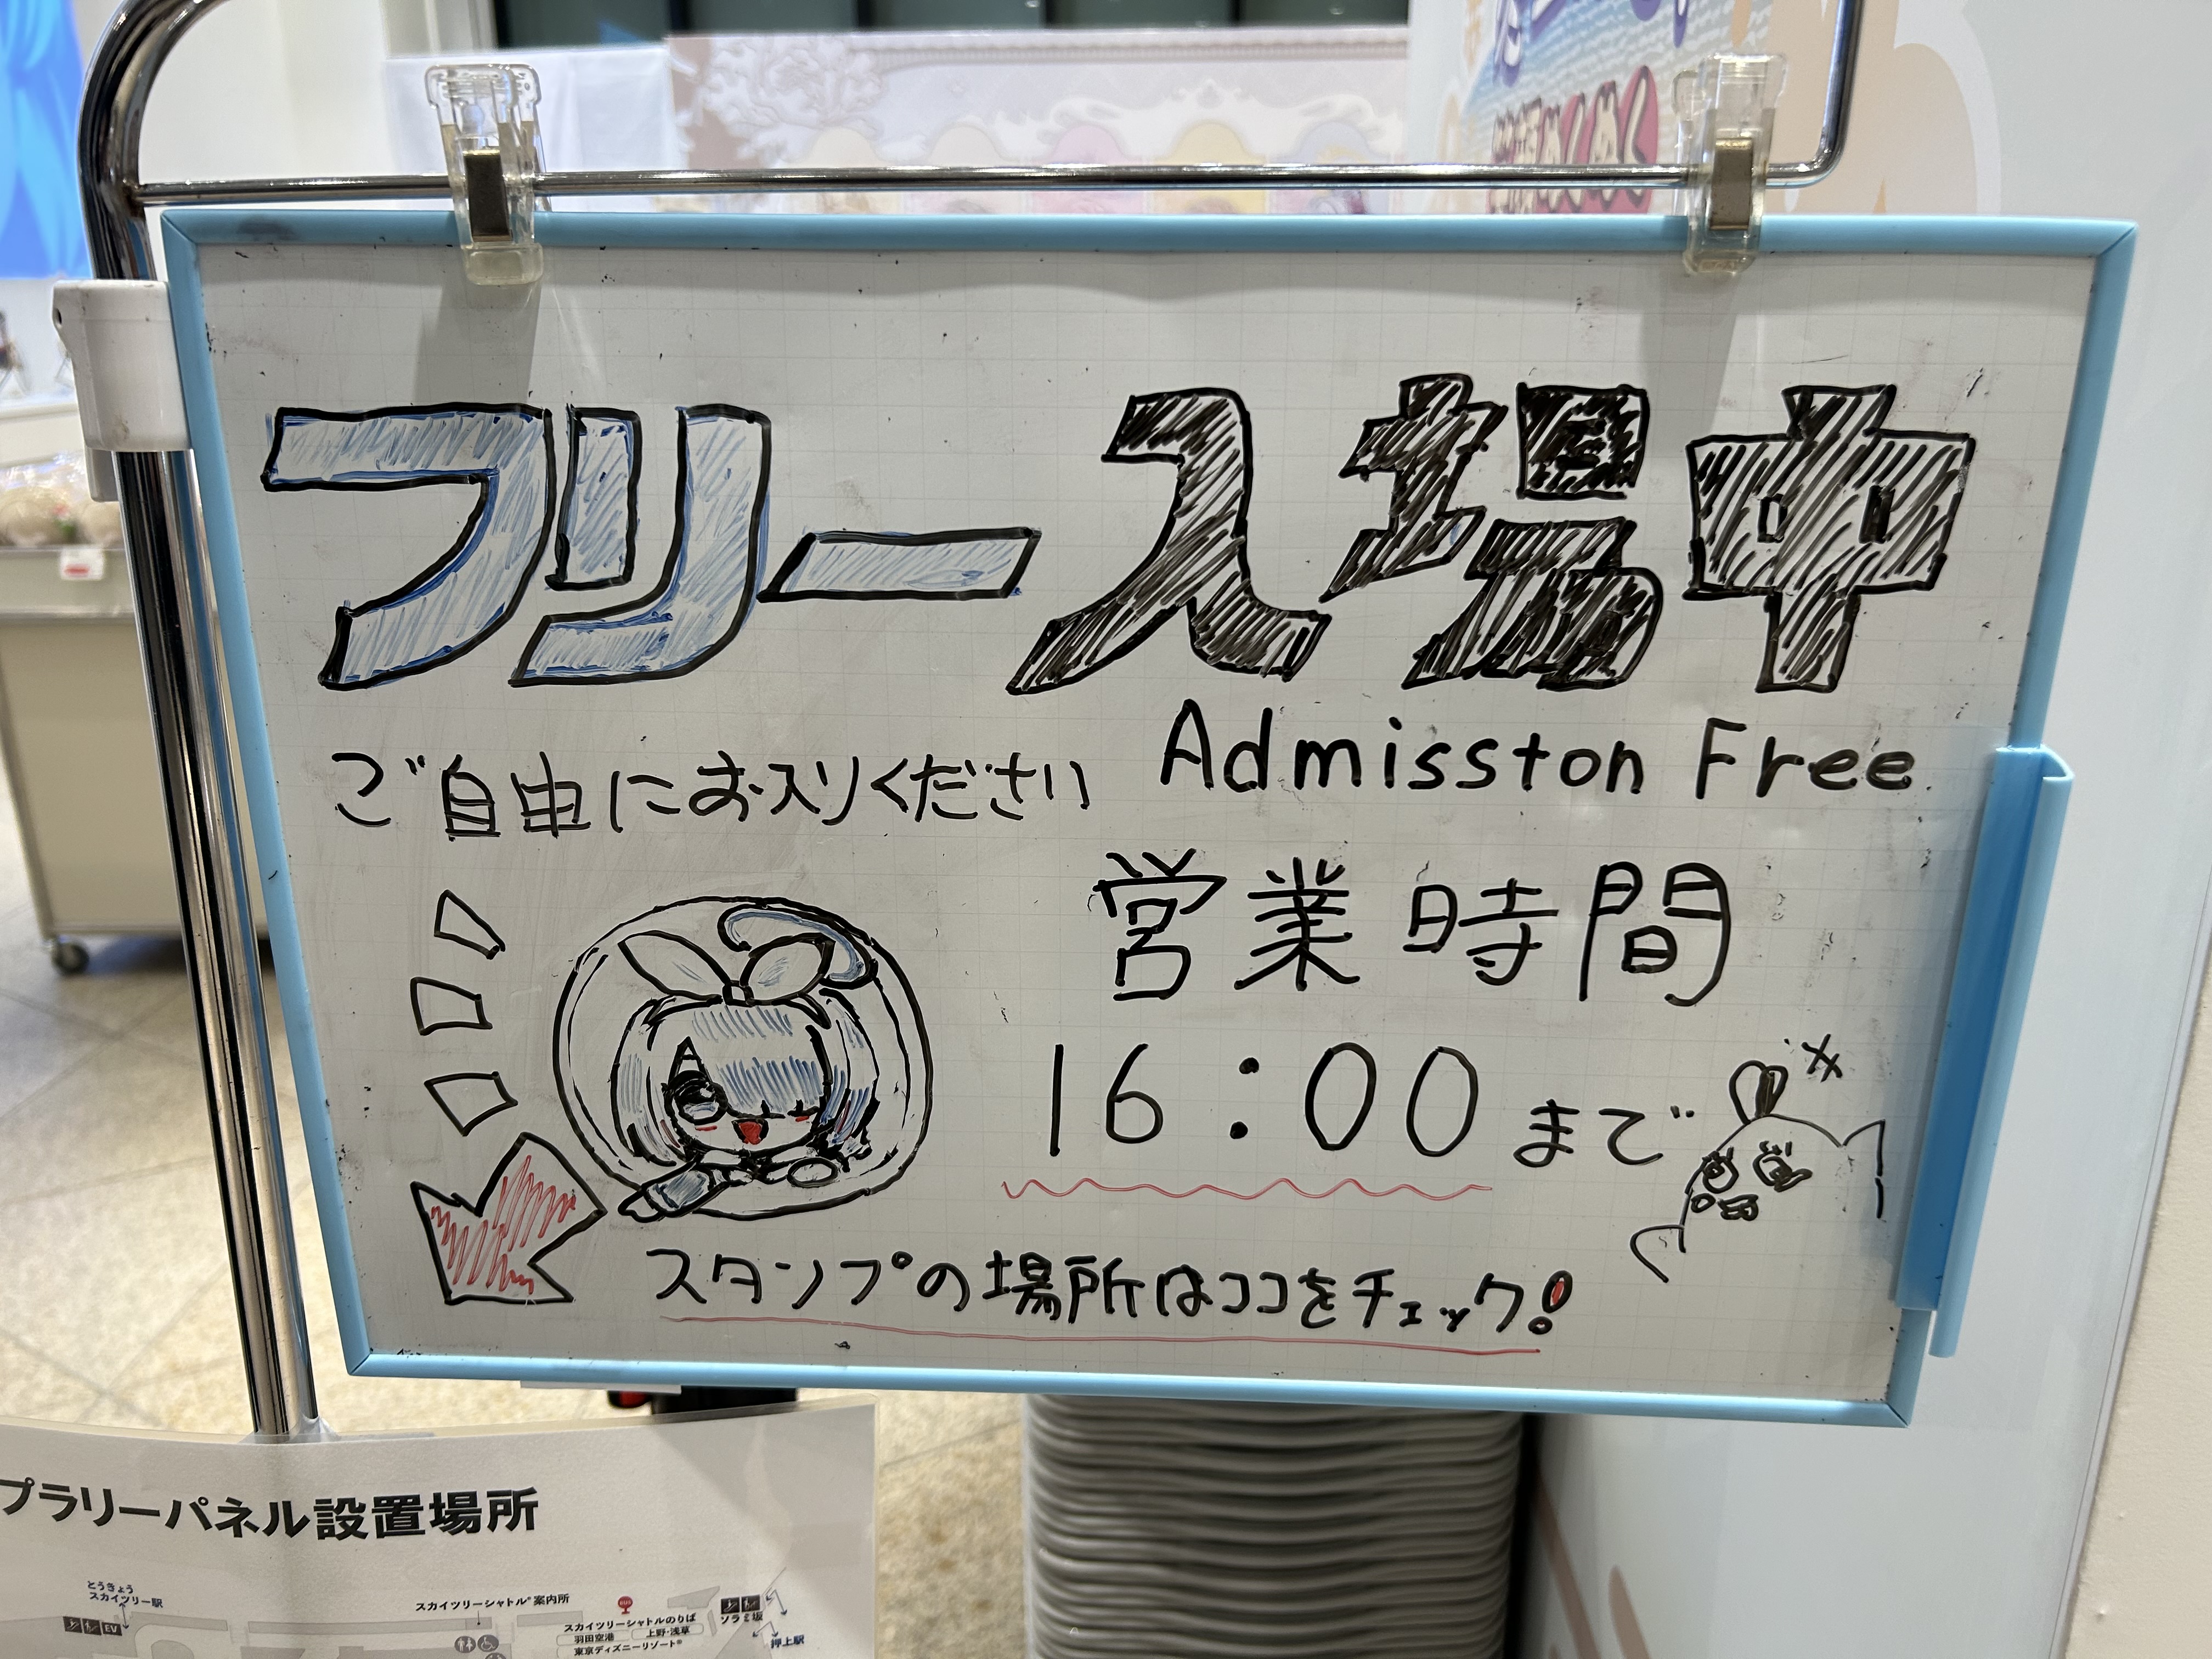 フリー入場中
ご自由にお入りください
Admisston Free
営業時間
16:00まで
スタンプの場所はココをチェック!
プラリーパネル設置場所
とうきょう
スカイツリー駅
EV
スカイツリーシャトル®案内所
BUS
スカイツリーシャトルのりば
羽田空港
上野・浅草
東京ディズニーリゾート®
ソラミ坂
押上駅